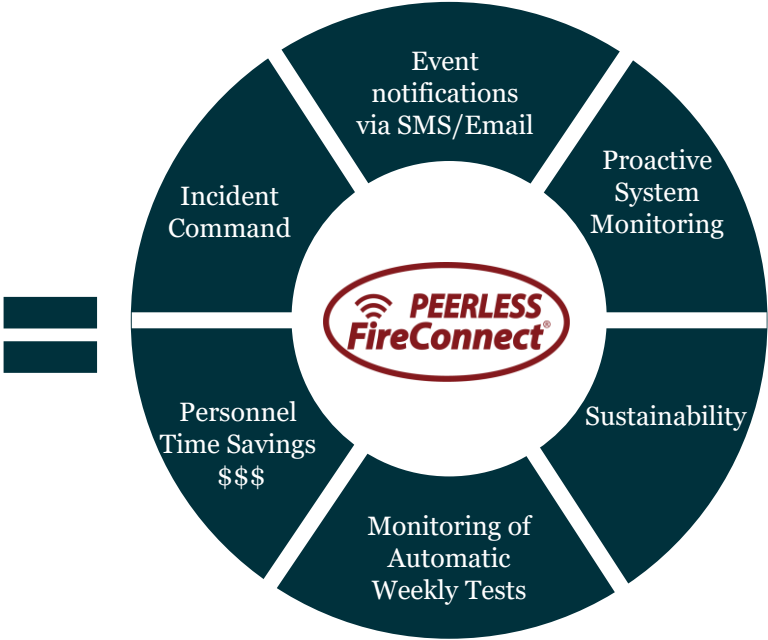 Event
notifications
via SMS/Email
Proactive
System
Monitoring
Incident
Command
PEERLESS
FireConnect®
Sustainability
Personnel
Time Savings
$$$
Monitoring of
Automatic
Weekly Tests